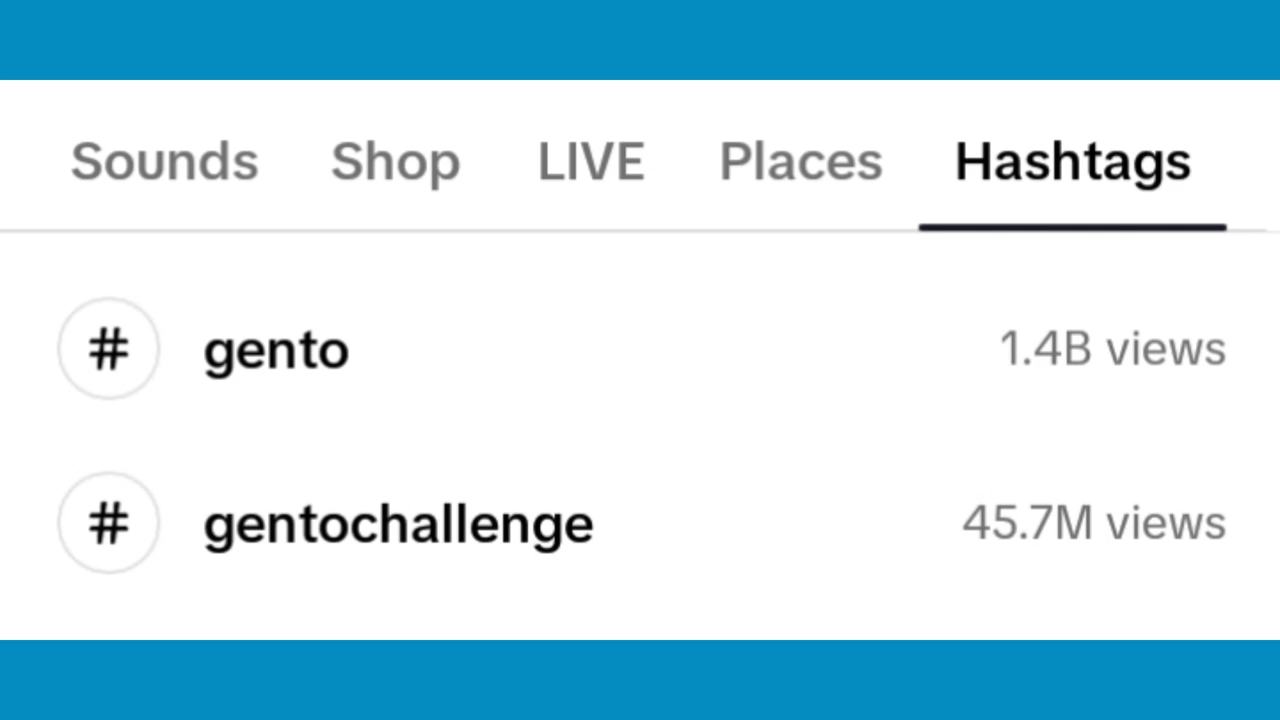 Sounds Shop LIVE Places Hashtags
# gento 1.4B views
# gentochallenge 45.7M views